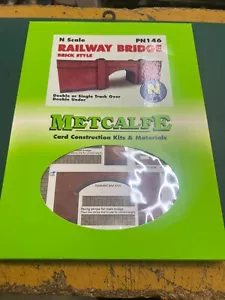 N Scale PN146
RAILWAY BRIDGE
BRICK STYLE
Double or Single Track Over
Double Under
N
METCALFE
Card Construction Kits & Materials